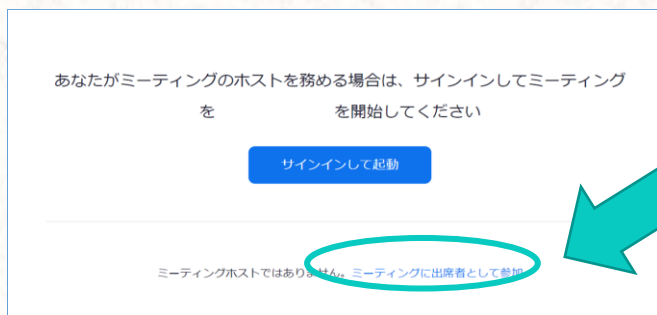 あなたがミーティングのホストを務める場合は、サインインしてミーティング
を を開始してください
サインインして起動
ミーティングホストではありません。ミーティングに出席者として参加